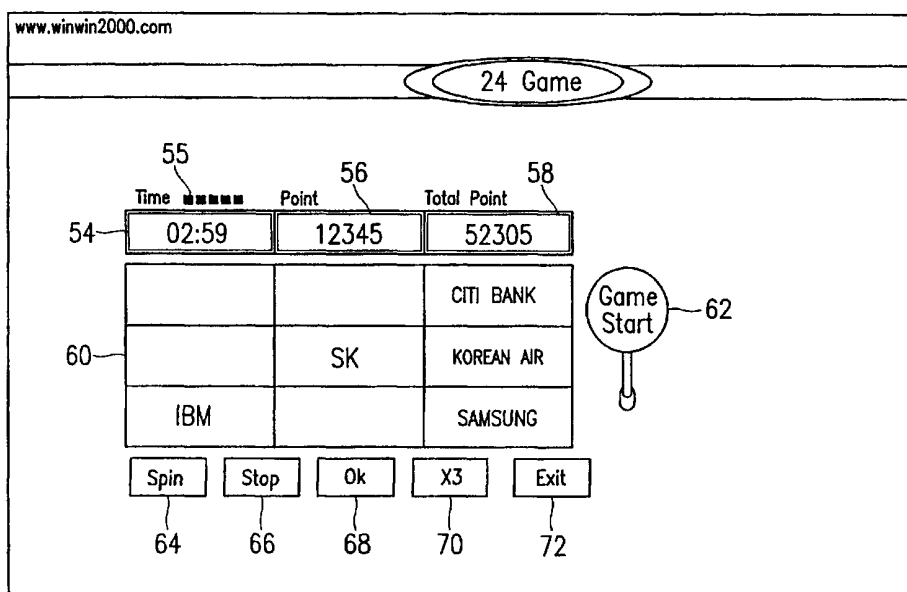 www.winwin2000.com
24 Game
55
56
58
Time Point Total Point
54 02:59 12345 52305
CITI BANK
Game
Start
62
60 SK KOREAN AIR
IBM SAMSUNG
Spin Stop Ok X3 Exit
64 66 68 70 72